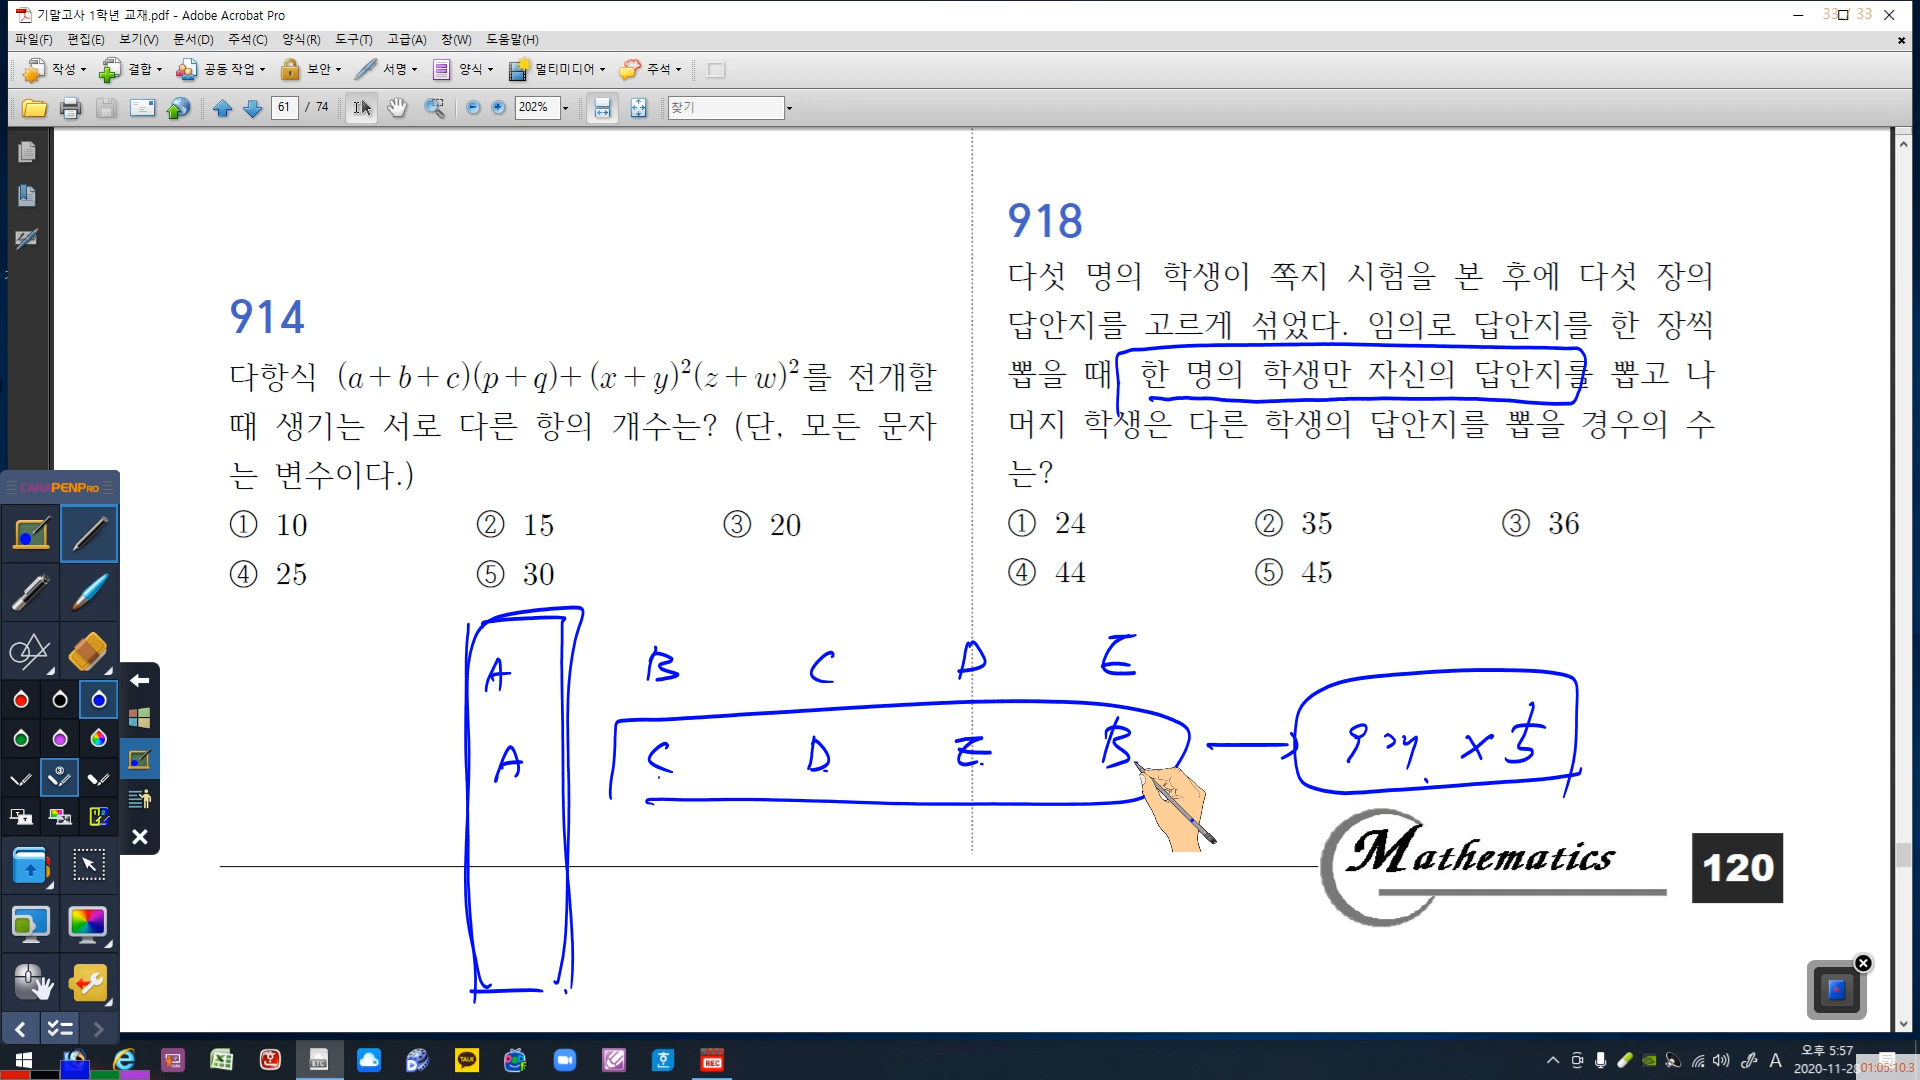 기말고사 1학년 교재.pdf - Adobe Acrobat Pro
33 / 33
파일(F) 편집(E) 보기(V) 문서(D) 주석(C) 양식(R) 도구(T) 고급(A) 창(W) 도움말(H)
작성 결합 공동 작업 보안 서명 양식 멀티미디어 주석
61 / 74 202% 찾기
914
다항식 (a+b+c)(p+q)+(x+y)²(z+w)²를 전개할
때 생기는 서로 다른 항의 개수는? (단, 모든 문자
는 변수이다.)
① 10 ② 15 ③ 20
④ 25 ⑤ 30
918
다섯 명의 학생이 쪽지 시험을 본 후에 다섯 장의
답안지를 고르게 섞었다. 임의로 답안지를 한 장씩
뽑을 때 한 명의 학생만 자신의 답안지를 뽑고 나
머지 학생은 다른 학생의 답안지를 뽑을 경우의 수
는?
① 24 ② 35 ③ 36
④ 44 ⑤ 45
A B C D E
A C D E B
× 5
Mathematics
120
CARAPENPRO
오후 5:57
2020-11-28
01:05:10.3